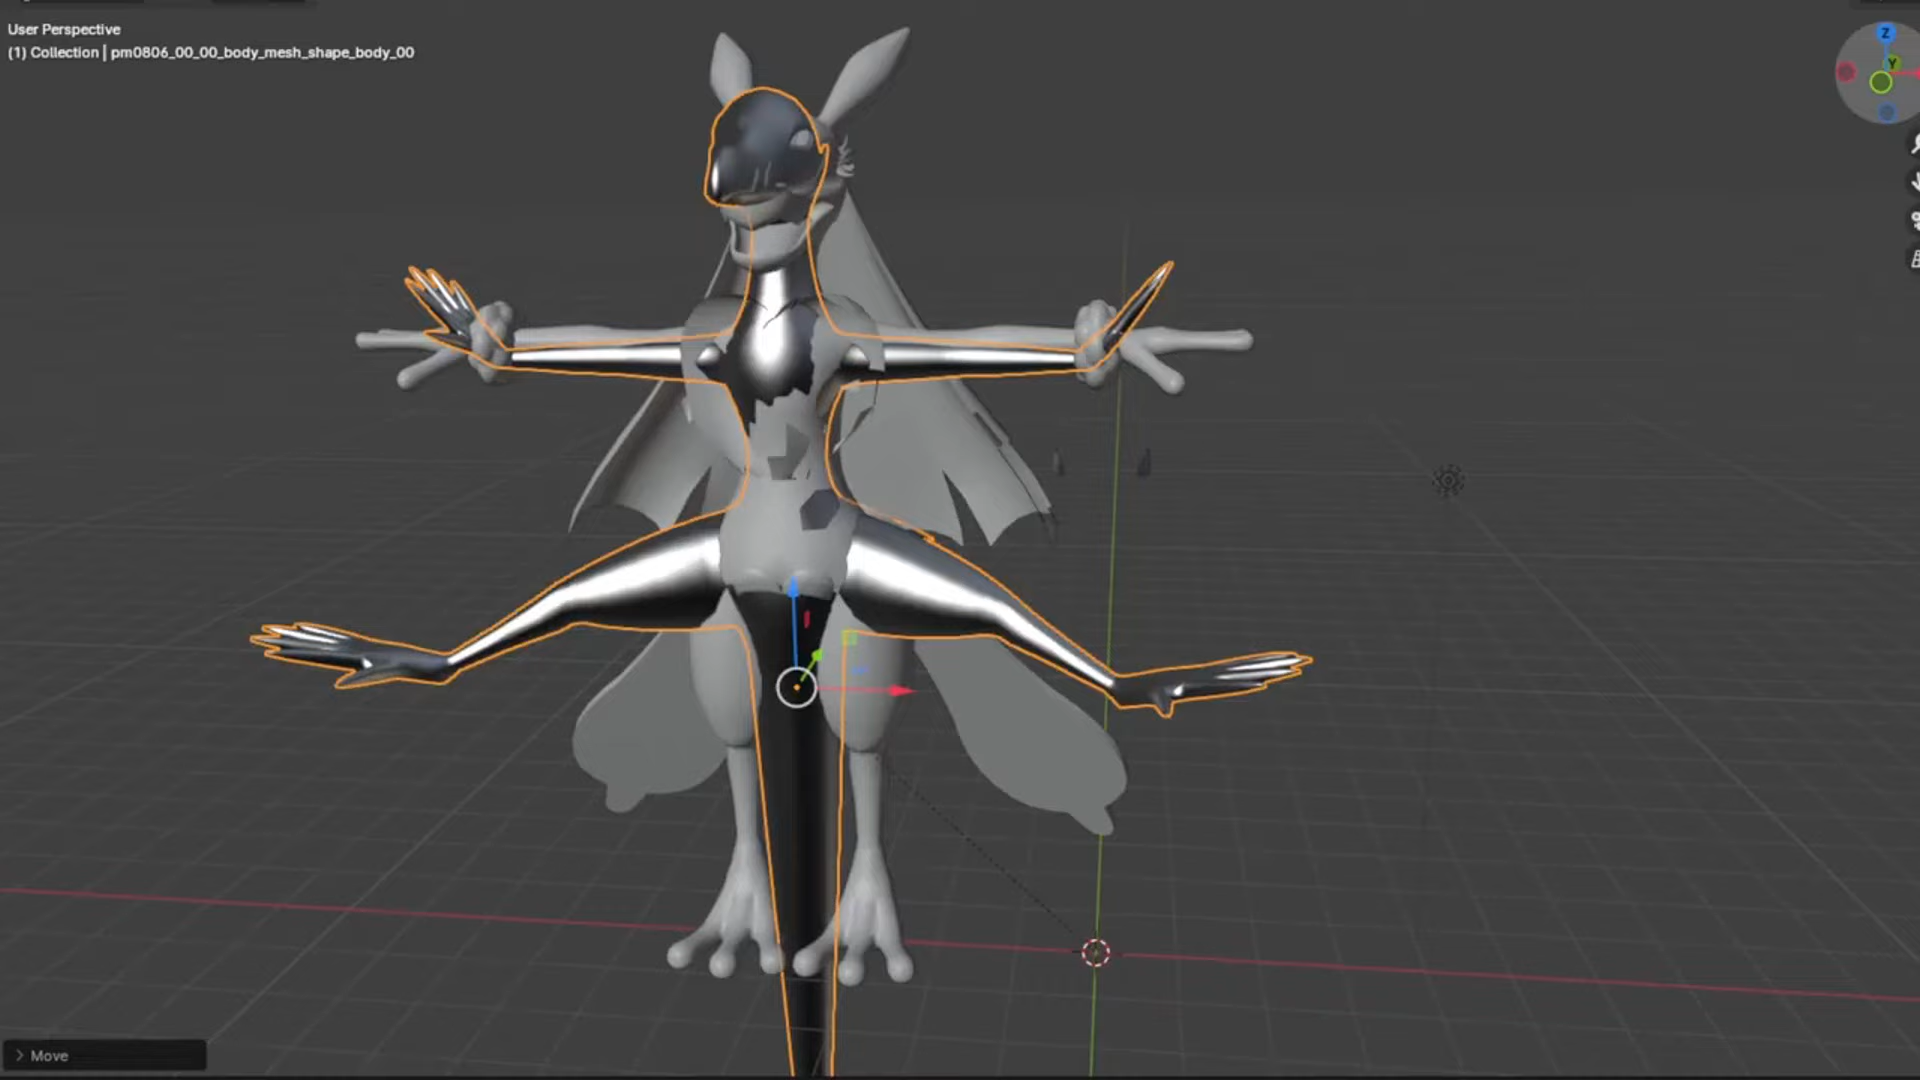 User Perspective
(1) Collection | pm0806_00_00_body_mesh_shape_body_00
Z
Y
Move